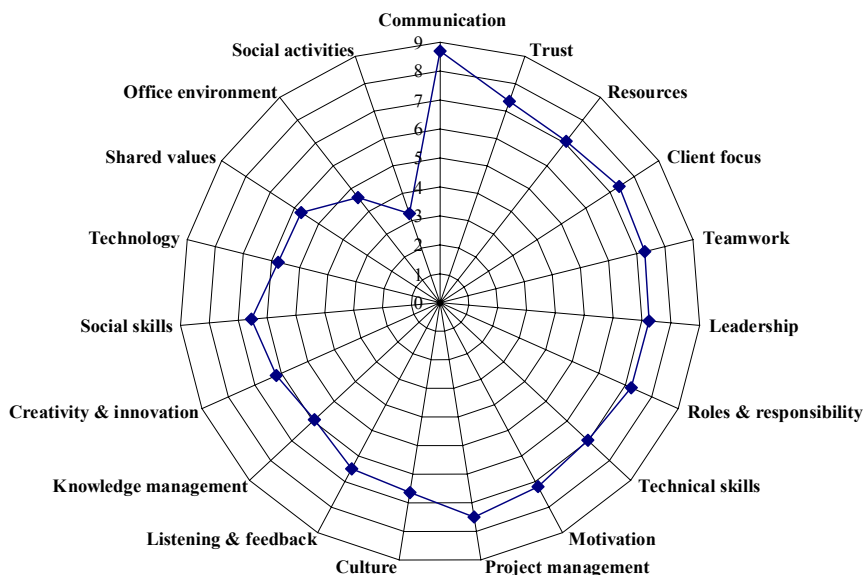 Communication
Social activities
Trust
Office environment
Resources
Shared values
Client focus
Technology
Teamwork
Social skills
Leadership
Creativity & innovation
Roles & responsibility
Knowledge management
Technical skills
Listening & feedback
Motivation
Culture
Project management
9
8
7
6
5
4
3
2
1
0